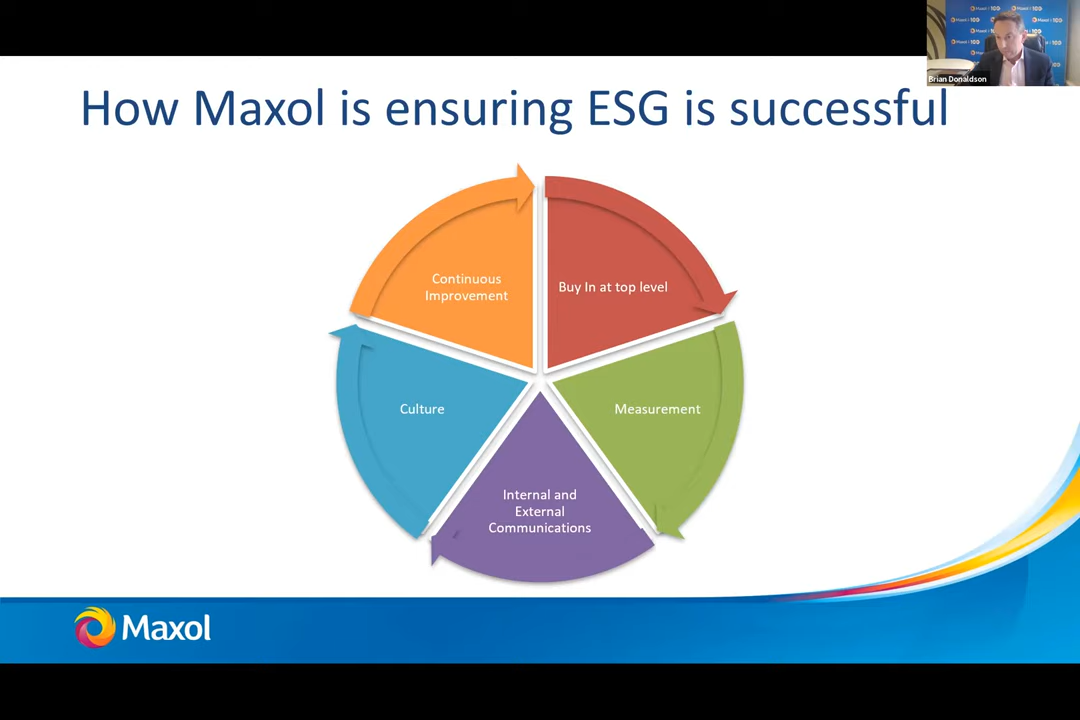 How Maxol is ensuring ESG is successful
Brian Donaldson
Continuous
Improvement
Buy In at top level
Culture
Measurement
Internal and
External
Communications
Maxol